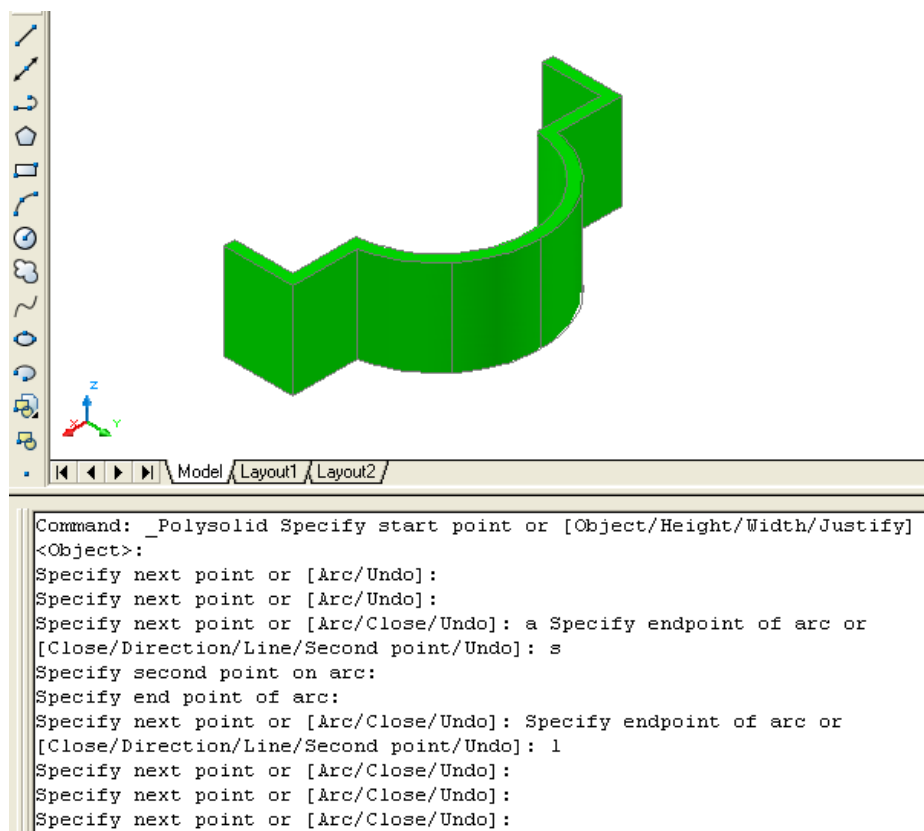 Z
X
Y
Model Layout1 Layout2
Command: _Polysolid Specify start point or [Object/Height/Width/Justify]
<Object>:
Specify next point or [Arc/Undo]:
Specify next point or [Arc/Undo]:
Specify next point or [Arc/Close/Undo]: a Specify endpoint of arc or
[Close/Direction/Line/Second point/Undo]: s
Specify second point on arc:
Specify end point of arc:
Specify next point or [Arc/Close/Undo]: Specify endpoint of arc or
[Close/Direction/Line/Second point/Undo]: l
Specify next point or [Arc/Close/Undo]:
Specify next point or [Arc/Close/Undo]:
Specify next point or [Arc/Close/Undo]: